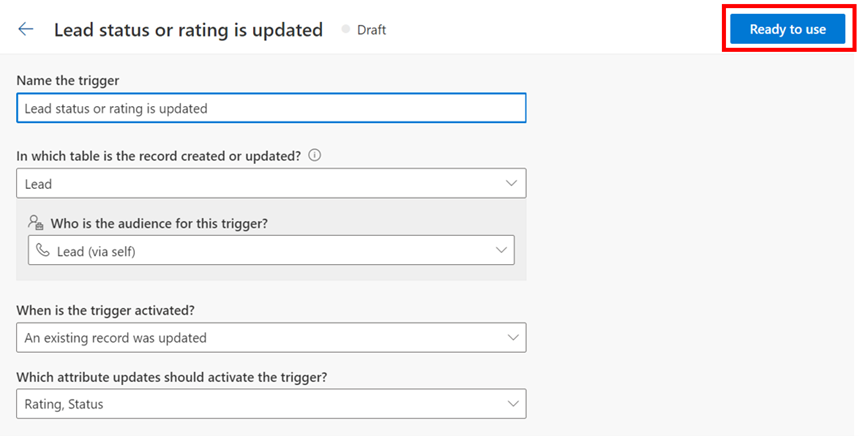 Lead status or rating is updated Draft Ready to use
Name the trigger
Lead status or rating is updated
In which table is the record created or updated?
Lead
Who is the audience for this trigger?
Lead (via self)
When is the trigger activated?
An existing record was updated
Which attribute updates should activate the trigger?
Rating, Status